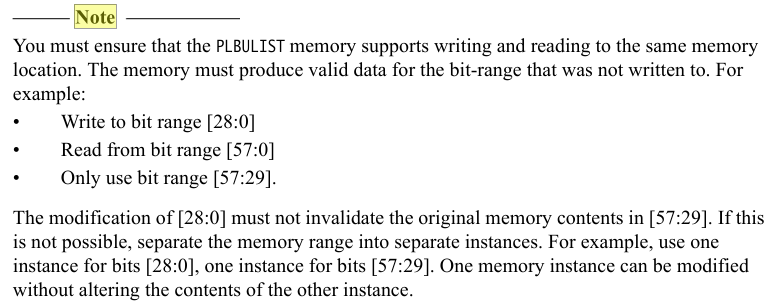 Note
You must ensure that the PLBULIST memory supports writing and reading to the same memory
location. The memory must produce valid data for the bit-range that was not written to. For
example:
• Write to bit range [28:0]
• Read from bit range [57:0]
• Only use bit range [57:29].
The modification of [28:0] must not invalidate the original memory contents in [57:29]. If this
is not possible, separate the memory range into separate instances. For example, use one
instance for bits [28:0], one instance for bits [57:29]. One memory instance can be modified
without altering the contents of the other instance.